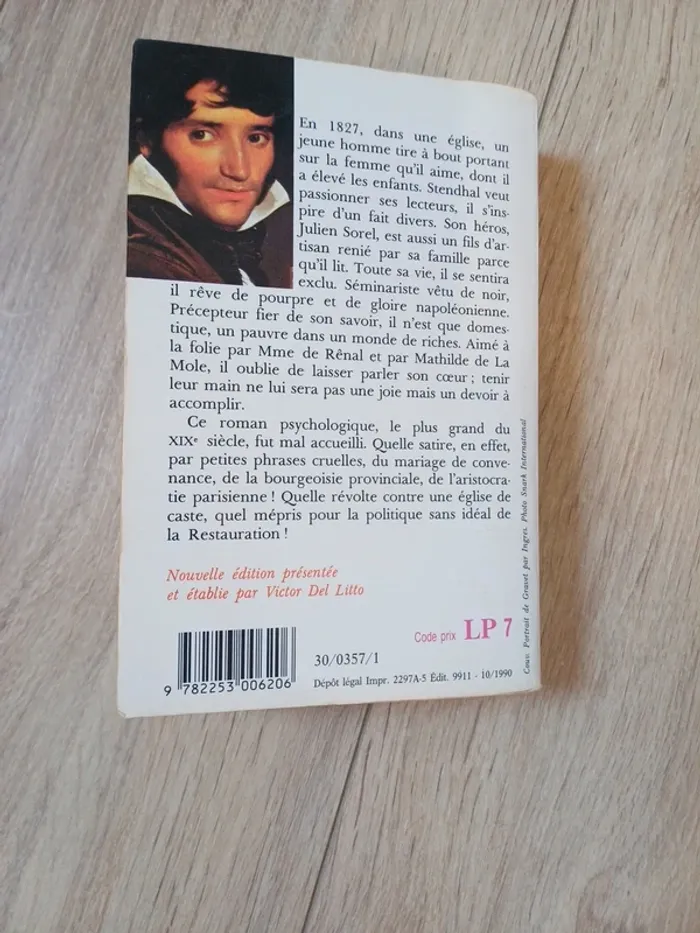 En 1827, dans une église, un
jeune homme tire à bout portant
sur la femme qu'il aime, dont il
a élevé les enfants. Stendhal veut
passionner ses lecteurs, il s'ins-
pire d'un fait divers. Son héros,
Julien Sorel, est aussi un fils d'ar-
tisan renié par sa famille parce
qu'il lit. Toute sa vie, il se sentira
exclu. Séminariste vêtu de noir,
il rêve de pourpre et de gloire napoléonienne.
Précepteur fier de son savoir, il n'est que domes-
tique, un pauvre dans un monde de riches. Aimé à
la folie par Mme de Rênal et par Mathilde de La
Mole, il oublie de laisser parler son cœur ; tenir
leur main ne lui sera pas une joie mais un devoir à
accomplir.
Ce roman psychologique, le plus grand du
XIXe siècle, fut mal accueilli. Quelle satire, en effet,
par petites phrases cruelles, du mariage de conve-
nance, de la bourgeoisie provinciale, de l'aristocra-
tie parisienne ! Quelle révolte contre une église de
caste, quel mépris pour la politique sans idéal de
la Restauration !
Nouvelle édition présentée
et établie par Victor Del Litto
Code prix LP 7
30/0357/1
9 782253 006206
Dépôt légal Impr. 2297A-5 Édit. 9911 - 10/1990
Couv. Portrait de Granet par Ingres. Photo Snark International